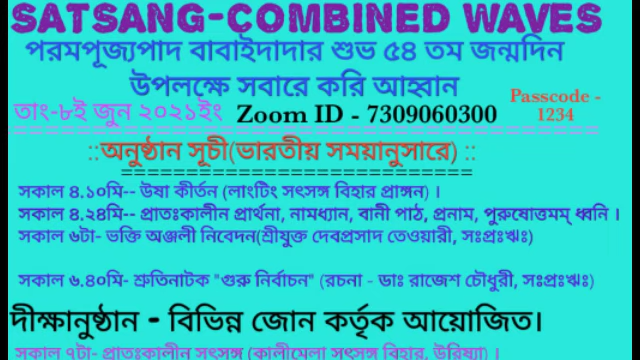 SATSANG-COMBINED WAVES
পরমপূজ্যপাদ বাবাইদাদার শুভ ৫৪ তম জন্মদিন
উপলক্ষে সবারে করি আহ্বান
তাং-৮ই জুন ২০২১ইং Zoom ID - 7309060300 Passcode - 1234
::অনুষ্ঠান সূচী(ভারতীয় সময়ানুসারে) ::
সকাল ৪.১০মি-- উষা কীর্তন (লাংটিং সৎসঙ্গ বিহার প্রাঙ্গন) ।
সকাল ৪.২৪মি-- প্রাতঃকালীন প্রার্থনা, নামধ্যান, বানী পাঠ, প্রনাম, পুরুষোত্তমম্ ধ্বনি ।
সকাল ৬টা- ভক্তি অঞ্জলী নিবেদন(শ্রীযুক্ত দেবপ্রসাদ তেওয়ারী, সঃপ্রঃঋঃ)
সকাল ৬.৪০মি- শ্রুতিনাটক "গুরু নির্বাচন" (রচনা - ডাঃ রাজেশ চৌধুরী, সঃপ্রঃঋঃ)
দীক্ষানুষ্ঠান - বিভিন্ন জোন কর্তৃক আয়োজিত।
সকাল ৭টা- প্রাতঃকালীন সৎসঙ্গ (কালীমেলা সৎসঙ্গ বিহার, উরিষ্যা) ।